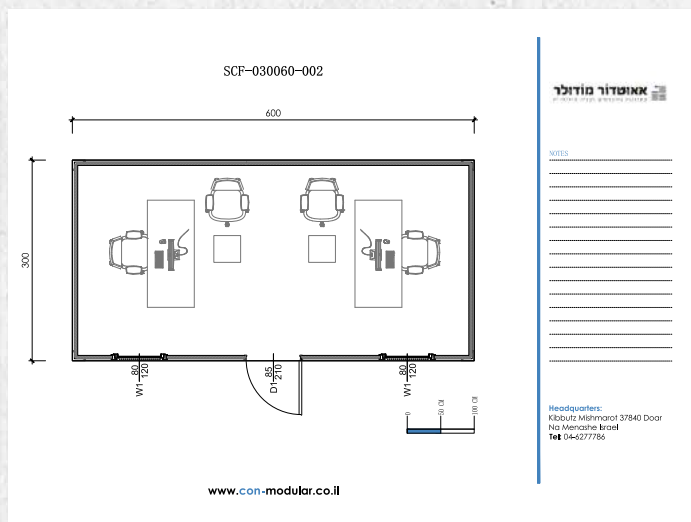 SCF-030060-002
600
300
80
W1
120
85
D1
210
80
W1
120
0
50 CM
100 CM
www.con-modular.co.il
אאוטדור מודולר
NOTES
Headquarters:
Kibbutz Mishmarot 37840 Doar
Na Menashe Israel
Tel: 04-6277786